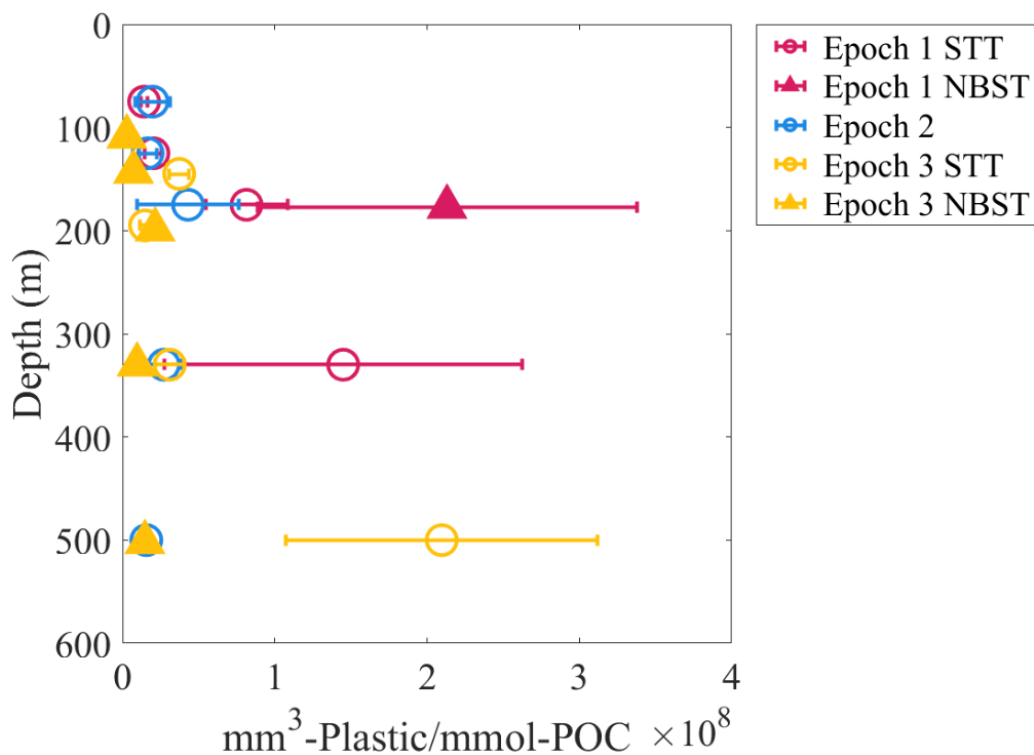 0
100
200
300
400
500
600
Depth (m)
0 1 2 3 4
mm³-Plastic/mmol-POC ×10⁸
Epoch 1 STT
Epoch 1 NBST
Epoch 2
Epoch 3 STT
Epoch 3 NBST